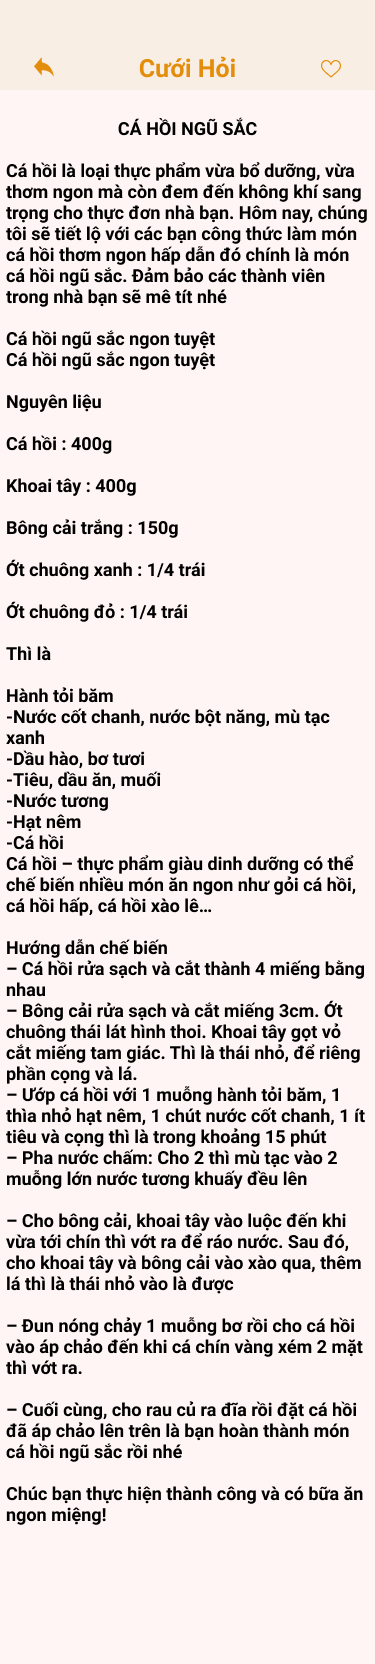 Cưới Hỏi
CÁ HỒI NGŨ SẮC
Cá hồi là loại thực phẩm vừa bổ dưỡng, vừa
thơm ngon mà còn đem đến không khí sang
trọng cho thực đơn nhà bạn. Hôm nay, chúng
tôi sẽ tiết lộ với các bạn công thức làm món
cá hồi thơm ngon hấp dẫn đó chính là món
cá hồi ngũ sắc. Đảm bảo các thành viên
trong nhà bạn sẽ mê tít nhé
Cá hồi ngũ sắc ngon tuyệt
Cá hồi ngũ sắc ngon tuyệt
Nguyên liệu
Cá hồi : 400g
Khoai tây : 400g
Bông cải trắng : 150g
Ớt chuông xanh : 1/4 trái
Ớt chuông đỏ : 1/4 trái
Thì là
Hành tỏi băm
-Nước cốt chanh, nước bột năng, mù tạc
xanh
-Dầu hào, bơ tươi
-Tiêu, dầu ăn, muối
-Nước tương
-Hạt nêm
-Cá hồi
Cá hồi – thực phẩm giàu dinh dưỡng có thể
chế biến nhiều món ăn ngon như gỏi cá hồi,
cá hồi hấp, cá hồi xào lê…
Hướng dẫn chế biến
– Cá hồi rửa sạch và cắt thành 4 miếng bằng
nhau
– Bông cải rửa sạch và cắt miếng 3cm. Ớt
chuông thái lát hình thoi. Khoai tây gọt vỏ
cắt miếng tam giác. Thì là thái nhỏ, để riêng
phần cọng và lá.
– Ướp cá hồi với 1 muỗng hành tỏi băm, 1
thìa nhỏ hạt nêm, 1 chút nước cốt chanh, 1 ít
tiêu và cọng thì là trong khoảng 15 phút
– Pha nước chấm: Cho 2 thì mù tạc vào 2
muỗng lớn nước tương khuấy đều lên
– Cho bông cải, khoai tây vào luộc đến khi
vừa tới chín thì vớt ra để ráo nước. Sau đó,
cho khoai tây và bông cải vào xào qua, thêm
lá thì là thái nhỏ vào là được
– Đun nóng chảy 1 muỗng bơ rồi cho cá hồi
vào áp chảo đến khi cá chín vàng xém 2 mặt
thì vớt ra.
– Cuối cùng, cho rau củ ra đĩa rồi đặt cá hồi
đã áp chảo lên trên là bạn hoàn thành món
cá hồi ngũ sắc rồi nhé
Chúc bạn thực hiện thành công và có bữa ăn
ngon miệng!